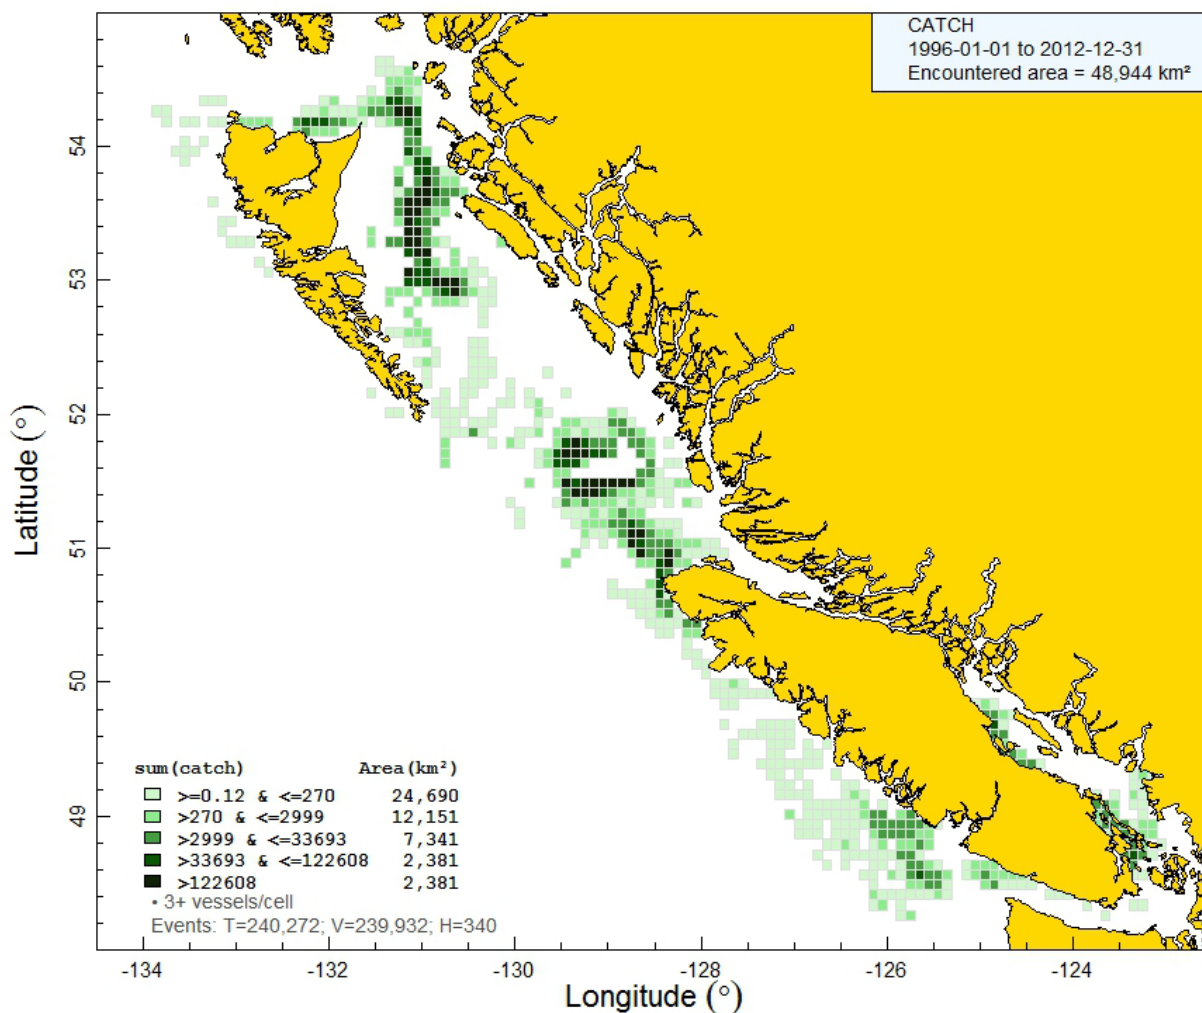 CATCH
1996-01-01 to 2012-12-31
Encountered area = 48,944 km²
54
53
52
51
50
49
Latitude (°)
sum(catch) Area(km²)
>=0.12 & <=270 24,690
>270 & <=2999 12,151
>2999 & <=33693 7,341
>33693 & <=122608 2,381
>122608 2,381
• 3+ vessels/cell
Events: T=240,272; V=239,932; H=340
-134 -132 -130 -128 -126 -124
Longitude (°)